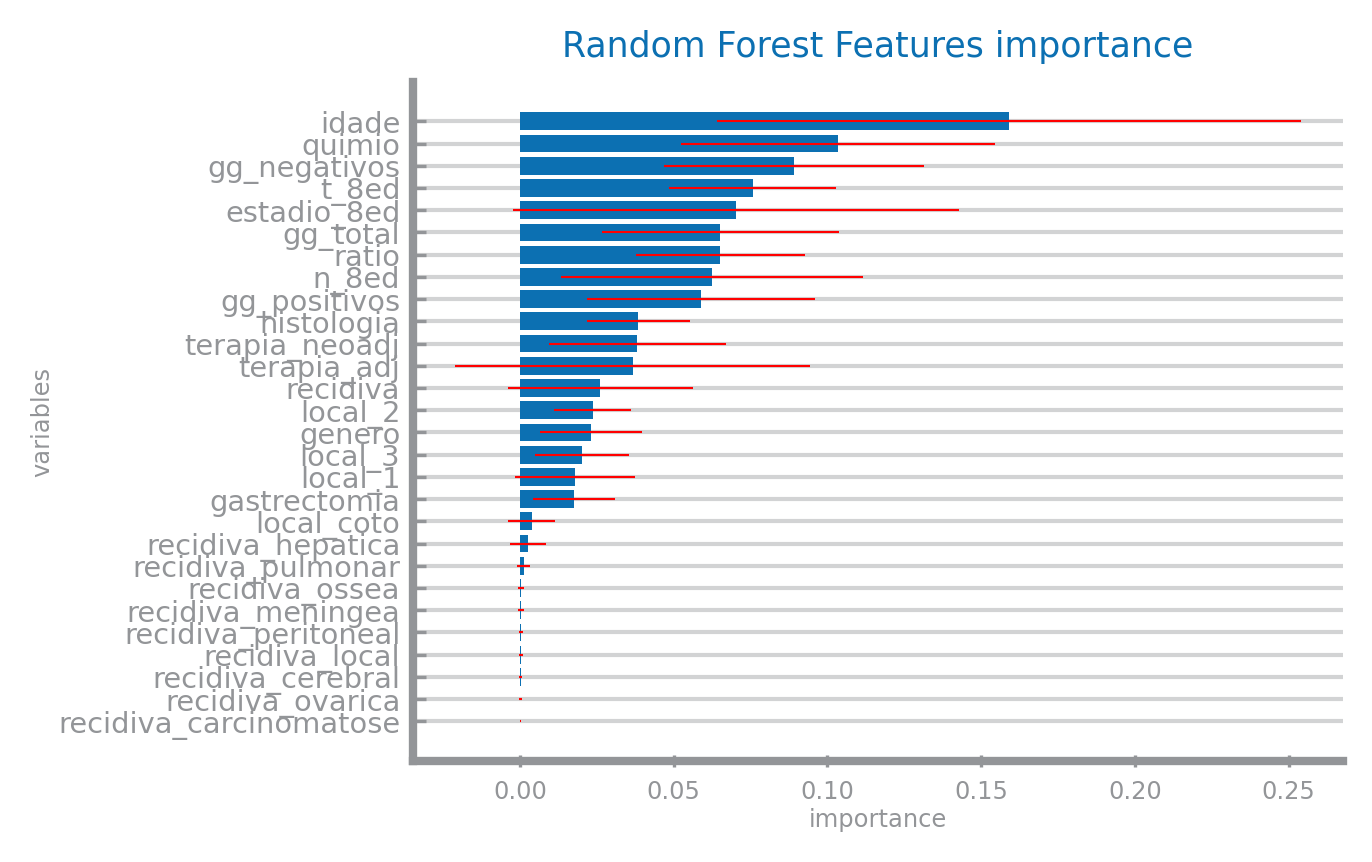 Random Forest Features importance
idade
quimio
gg_negativos
t_8ed
estadio_8ed
gg_total
ratio
n_8ed
gg_positivos
histologia
terapia_neoadj
terapia_adj
recidiva
local_2
genero
local_3
local_1
gastrectomia
local_coto
recidiva_hepatica
recidiva_pulmonar
recidiva_ossea
recidiva_meningea
recidiva_peritoneal
recidiva_local
recidiva_cerebral
recidiva_ovarica
recidiva_carcinomatose
variables
0.00 0.05 0.10 0.15 0.20 0.25
importance